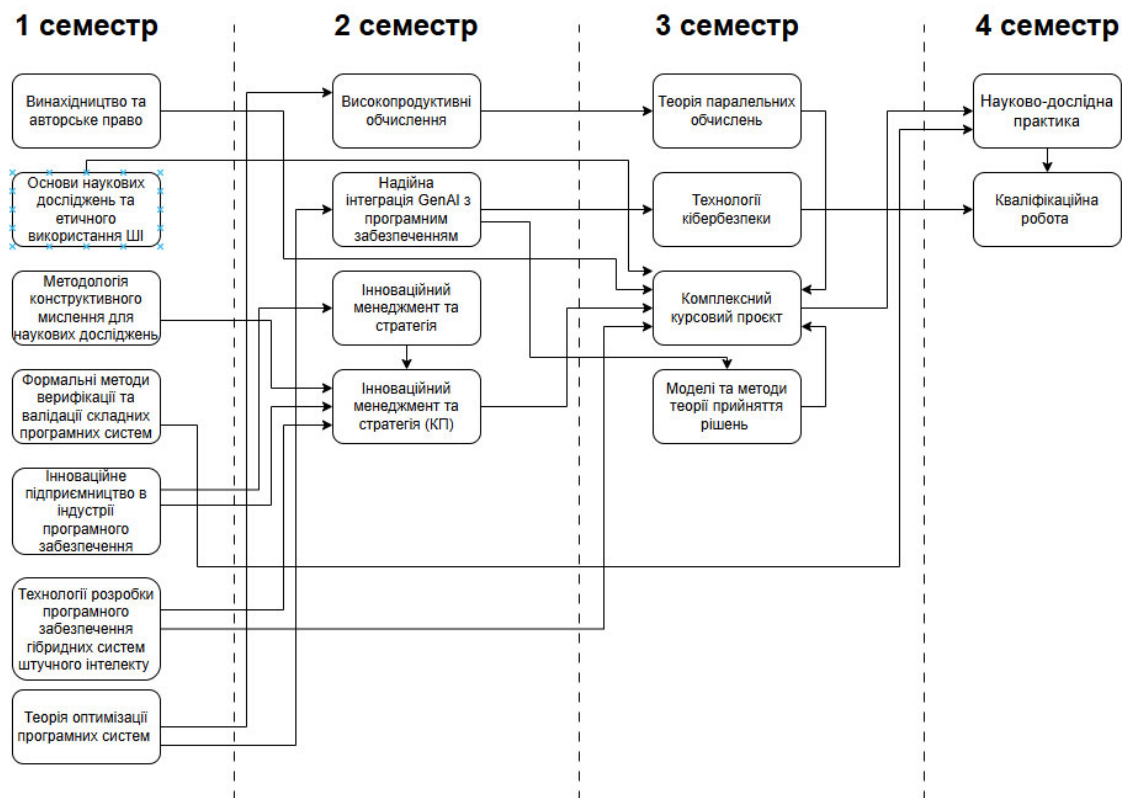 1 семестр
2 семестр
3 семестр
4 семестр
Винахідництво та
авторське право
Основи наукових
досліджень та
етичного
використання ШІ
Методологія
конструктивного
мислення для
наукових досліджень
Формальні методи
верифікації та
валідації складних
програмних систем
Інноваційне
підприємництво в
індустрії
програмного
забезпечення
Технології розробки
програмного
забезпечення
гібридних систем
штучного інтелекту
Теорія оптимізації
програмних систем
Високопродуктивні
обчислення
Надійна
інтеграція GenAI з
програмним
забезпеченням
Інноваційний
менеджмент та
стратегія
Інноваційний
менеджмент та
стратегія (КП)
Теорія паралельних
обчислень
Технології
кібербезпеки
Комплексний
курсовий проєкт
Моделі та методи
теорії прийняття
рішень
Науково-дослідна
практика
Кваліфікаційна
робота